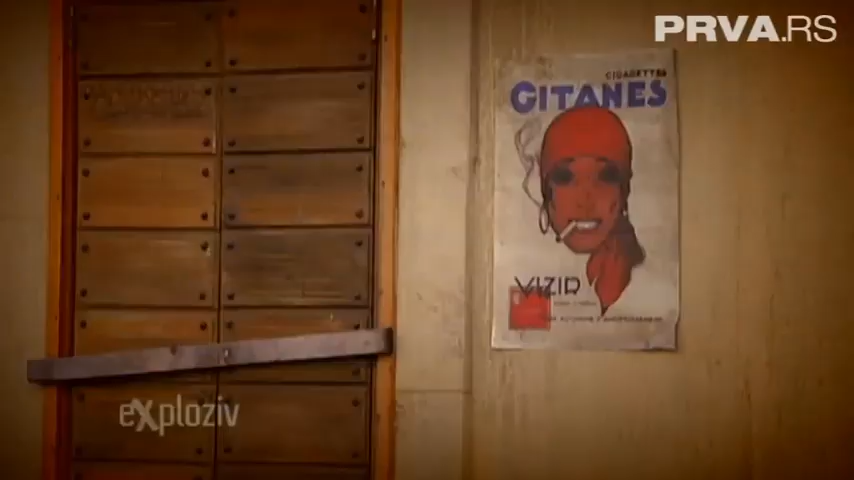 PRVA.RS
CIGARETTES
GITANES
VIZIR
eXploziv